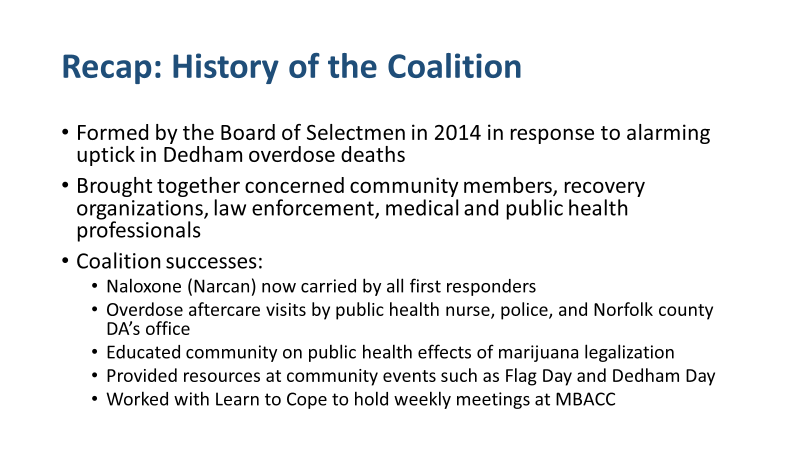 Recap: History of the Coalition
• Formed by the Board of Selectmen in 2014 in response to alarming
uptick in Dedham overdose deaths
• Brought together concerned community members, recovery
organizations, law enforcement, medical and public health
professionals
• Coalition successes:
• Naloxone (Narcan) now carried by all first responders
• Overdose aftercare visits by public health nurse, police, and Norfolk county
DA's office
• Educated community on public health effects of marijuana legalization
• Provided resources at community events such as Flag Day and Dedham Day
• Worked with Learn to Cope to hold weekly meetings at MBACC